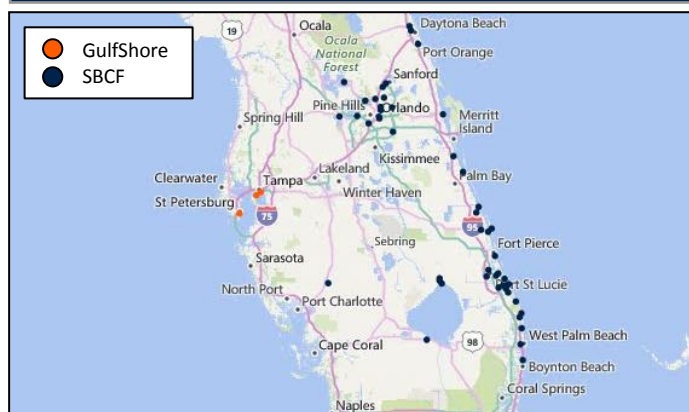 GulfShore
SBCF
19
Ocala
Daytona Beach
Ocala
National
Forest
Port Orange
Sanford
Pine Hills
Orlando
Merritt
Island
Spring Hill
Kissimmee
Clearwater
Lakeland
Tampa
Winter Haven
Palm Bay
St Petersburg
75
95
Sebring
Fort Pierce
Sarasota
Port St Lucie
North Port
Port Charlotte
West Palm Beach
98
Cape Coral
Boynton Beach
Coral Springs
Naples